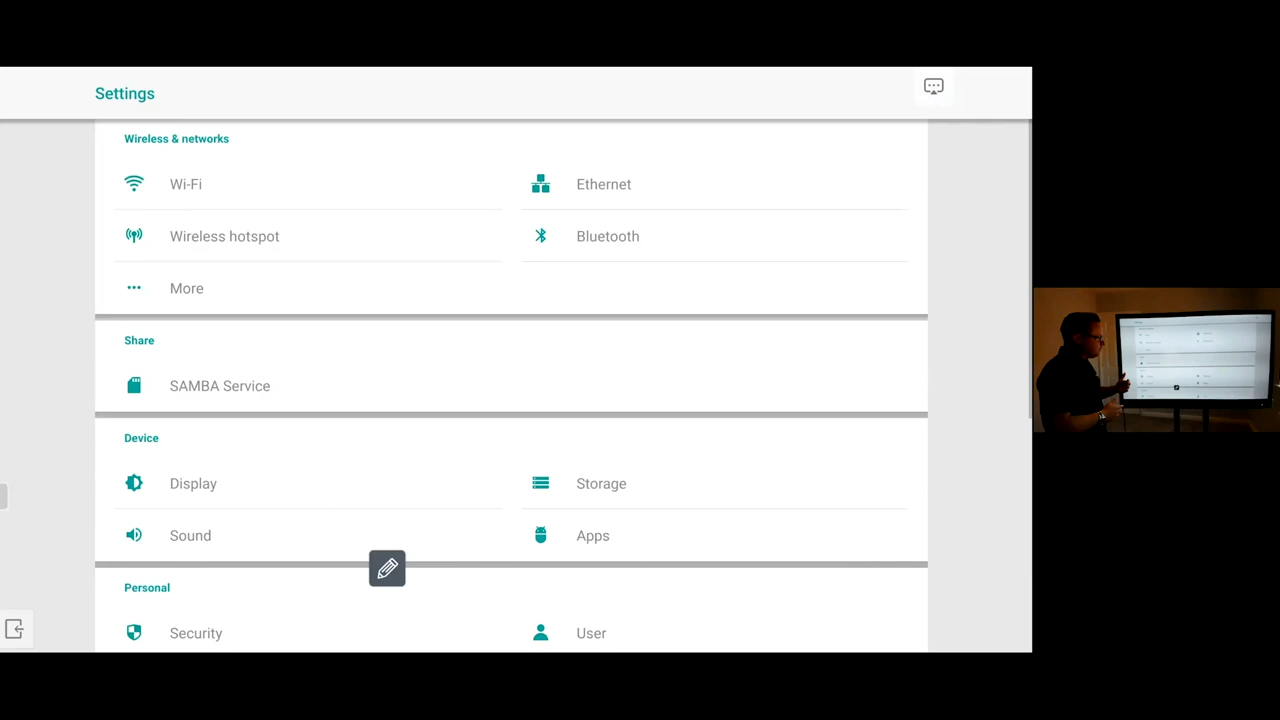 Settings
Wireless & networks
Wi-Fi
Ethernet
Wireless hotspot
Bluetooth
More
Share
SAMBA Service
Device
Display
Storage
Sound
Apps
Personal
Security
User